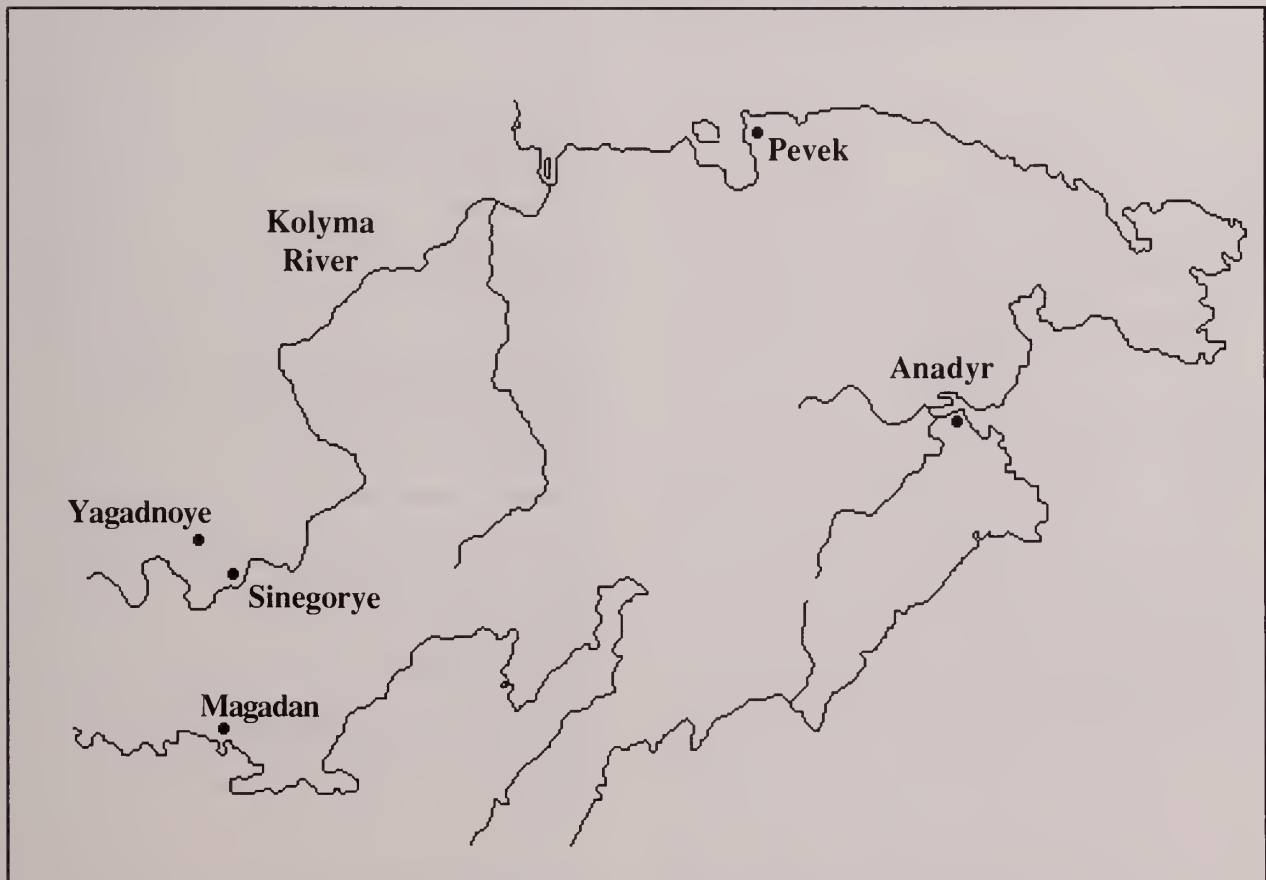 Pevek
Kolyma
River
Anadyr
Yagadnoye
Sinegorye
Magadan